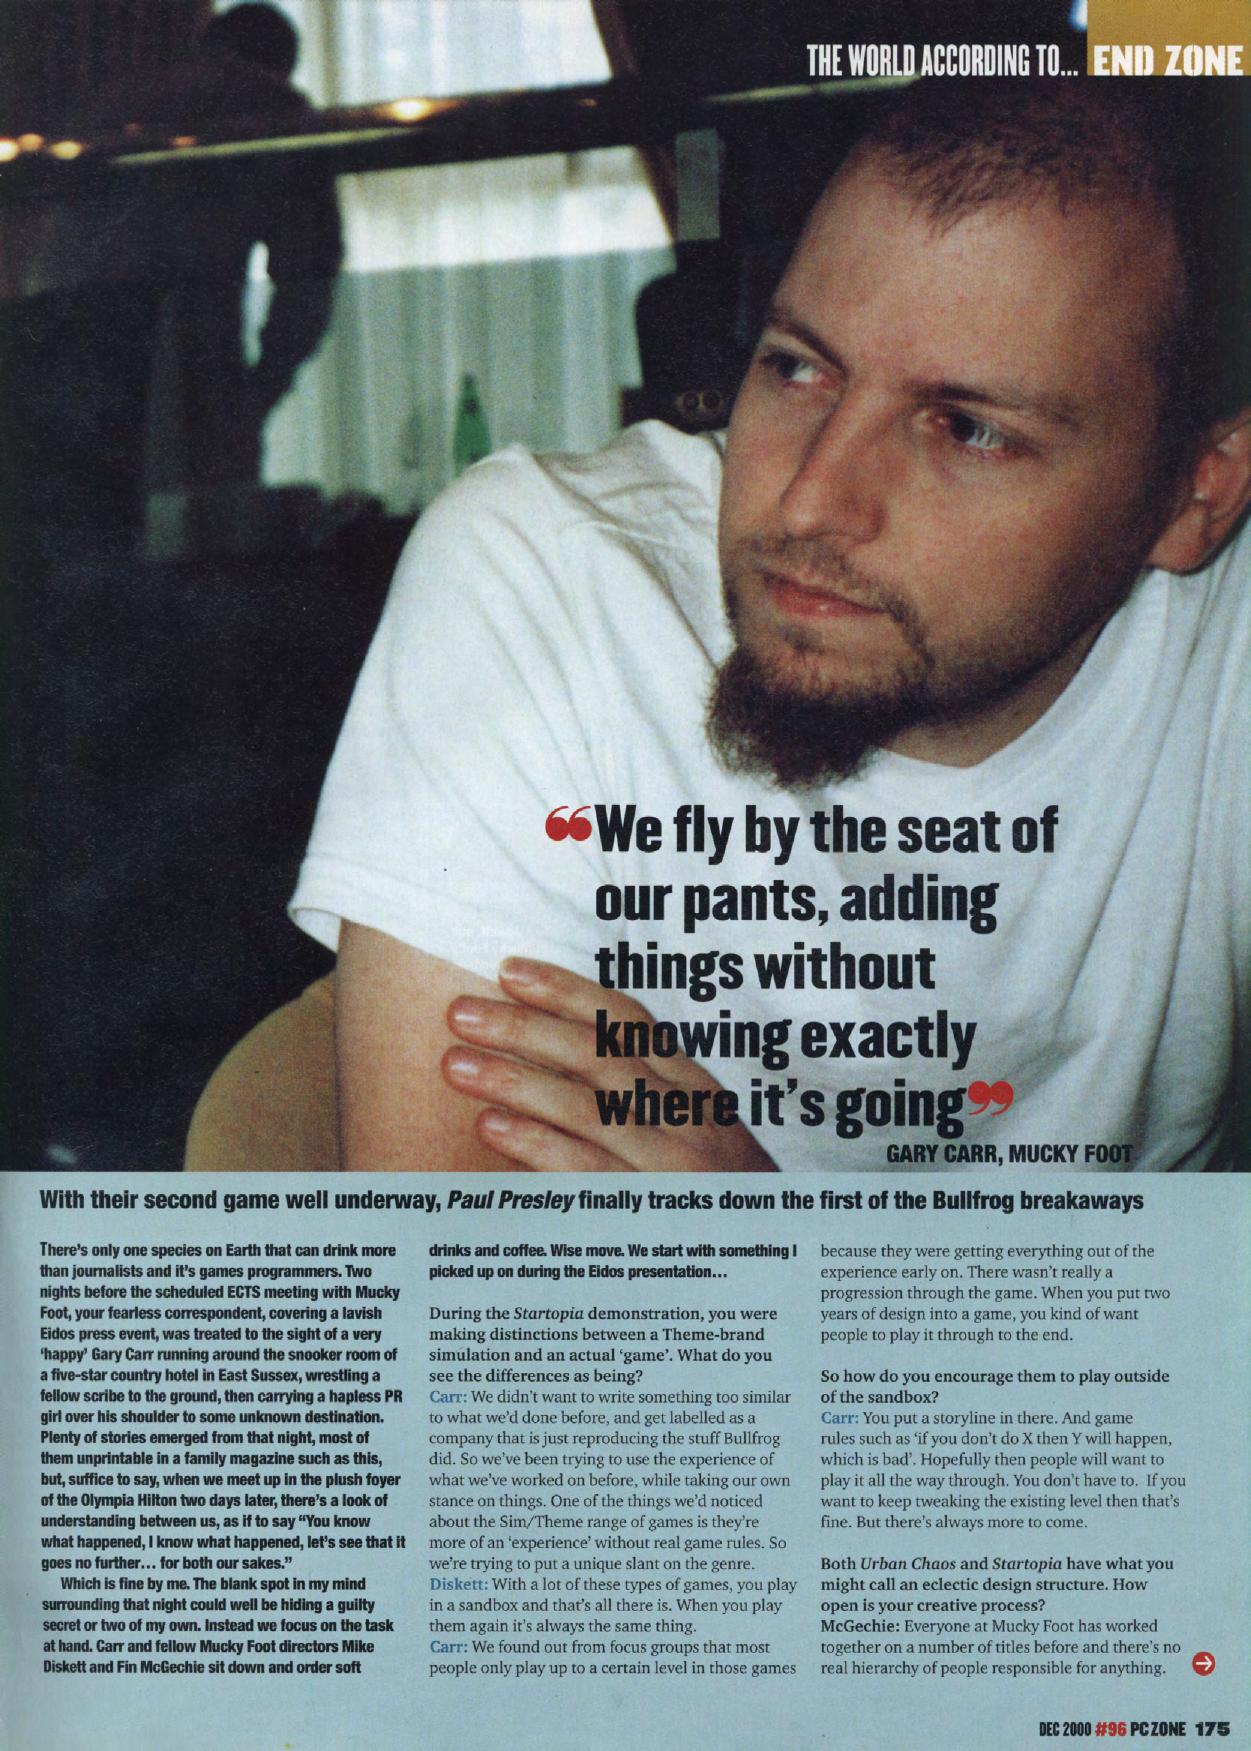 THE WORLD ACCORDING TO... END ZONE
“We fly by the seat of
our pants, adding
things without
knowing exactly
where it's going”
GARY CARR, MUCKY FOOT
With their second game well underway, Paul Presley finally tracks down the first of the Bullfrog breakaways
There's only one species on Earth that can drink more
than journalists and it's games programmers. Two
nights before the scheduled ECTS meeting with Mucky
Foot, your fearless correspondent, covering a lavish
Eidos press event, was treated to the sight of a very
‘happy’ Gary Carr running around the snooker room of
a five-star country hotel in East Sussex, wrestling a
fellow scribe to the ground, then carrying a hapless PR
girl over his shoulder to some unknown destination.
Plenty of stories emerged from that night, most of
them unprintable in a family magazine such as this,
but, suffice to say, when we meet up in the plush foyer
of the Olympia Hilton two days later, there's a look of
understanding between us, as if to say “You know
what happened, I know what happened, let's see that it
goes no further... for both our sakes.”
Which is fine by me. The blank spot in my mind
surrounding that night could well be hiding a guilty
secret or two of my own. Instead we focus on the task
at hand. Carr and fellow Mucky Foot directors Mike
Diskett and Fin McGechie sit down and order soft
drinks and coffee. Wise move. We start with something I
picked up on during the Eidos presentation...
During the Startopia demonstration, you were
making distinctions between a Theme-brand
simulation and an actual ‘game’. What do you
see the differences as being?
Carr: We didn't want to write something too similar
to what we'd done before, and get labelled as a
company that is just reproducing the stuff Bullfrog
did. So we've been trying to use the experience of
what we've worked on before, while taking our own
stance on things. One of the things we'd noticed
about the Sim/Theme range of games is they're
more of an ‘experience’ without real game rules. So
we're trying to put a unique slant on the genre.
Diskett: With a lot of these types of games, you play
in a sandbox and that's all there is. When you play
them again it's always the same thing.
Carr: We found out from focus groups that most
people only play up to a certain level in those games
because they were getting everything out of the
experience early on. There wasn't really a
progression through the game. When you put two
years of design into a game, you kind of want
people to play it through to the end.
So how do you encourage them to play outside
of the sandbox?
Carr: You put a storyline in there. And game
rules such as ‘if you don't do X then Y will happen,
which is bad’. Hopefully then people will want to
play it all the way through. You don't have to. If you
want to keep tweaking the existing level then that's
fine. But there's always more to come.
Both Urban Chaos and Startopia have what you
might call an eclectic design structure. How
open is your creative process?
McGechie: Everyone at Mucky Foot has worked
together on a number of titles before and there's no
real hierarchy of people responsible for anything.
DEC 2000 #96 PC ZONE 175